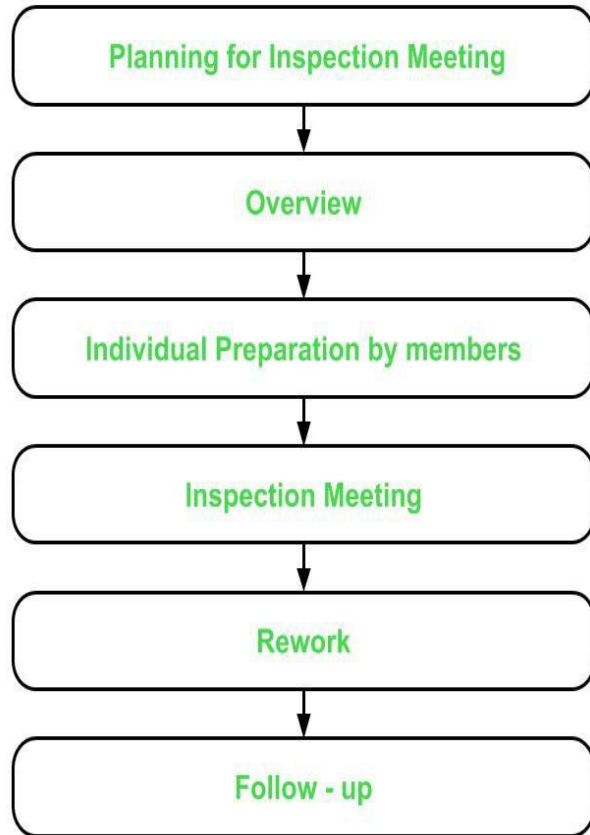 Planning for Inspection Meeting
Overview
Individual Preparation by members
Inspection Meeting
Rework
Follow - up